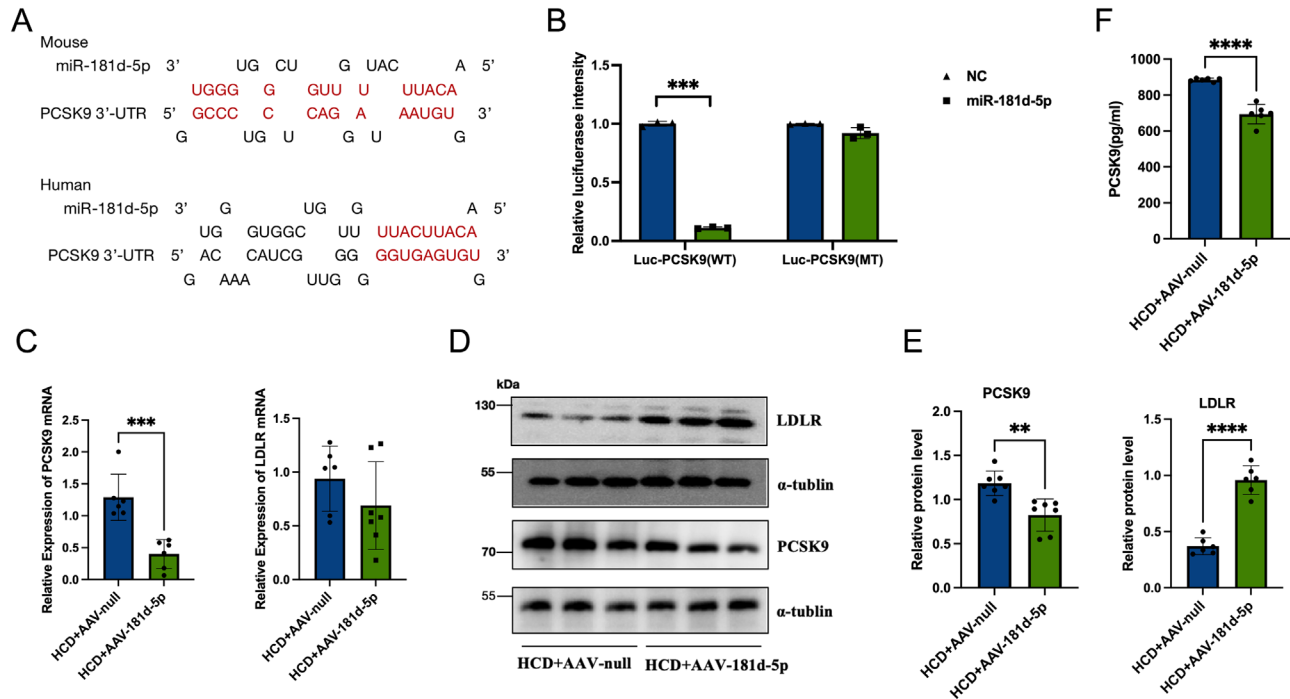 A
Mouse
miR-181d-5p 3’ UG CU G UAC A 5’
UGGG G GUU U UUACA
PCSK9 3’-UTR 5’ GCCC C CAG A AAUGU 3’
G UG U G U G
Human
miR-181d-5p 3’ G UG G A 5’
UG GUGGC UU UUACUUACA
PCSK9 3’-UTR 5’ AC CAUCG GG GGUGAGUGU 3’
G AAA UUG G G
B
Relative lucifuerasee intensity
1.5
1.0
0.5
0.0
***
Luc-PCSK9(WT)
Luc-PCSK9(MT)
NC
miR-181d-5p
F
PCSK9(pg/ml)
1000
800
600
400
200
0
****
HCD+AAV-null
HCD+AAV-181d-5p
C
Relative Expression of PCSK9 mRNA
2.5
2.0
1.5
1.0
0.5
0.0
***
HCD+AAV-null
HCD+AAV-181d-5p
Relative Expression of LDLR mRNA
1.5
1.0
0.5
0.0
HCD+AAV-null
HCD+AAV-181d-5p
D
kDa
130
LDLR
55
α-tublin
70
PCSK9
55
α-tublin
HCD+AAV-null
HCD+AAV-181d-5p
E
PCSK9
Relative protein level
2.0
1.5
1.0
0.5
0.0
**
HCD+AAV-null
HCD+AAV-181d-5p
LDLR
Relative protein level
1.5
1.0
0.5
0.0
****
HCD+AAV-null
HCD+AAV-181d-5p